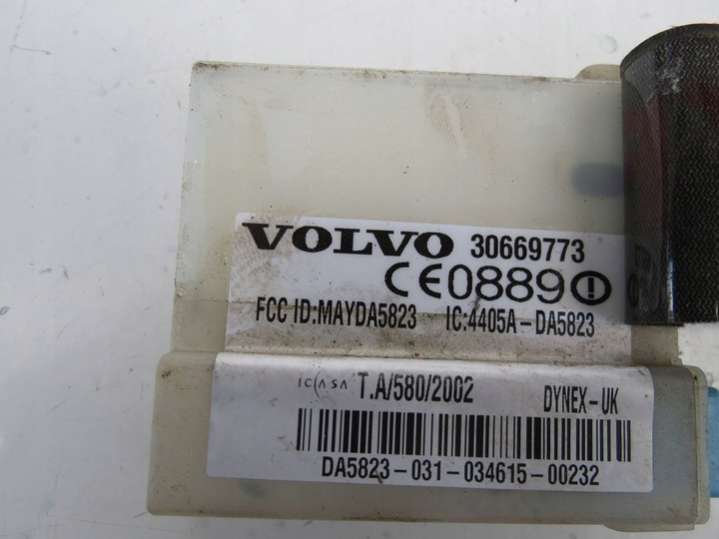 VOLVO 30669773
CE0889
FCC ID:MAYDA5823 IC:4405A-DA5823
ICASA T.A/580/2002 DYNEX-UK
DA5823-031-034615-00232